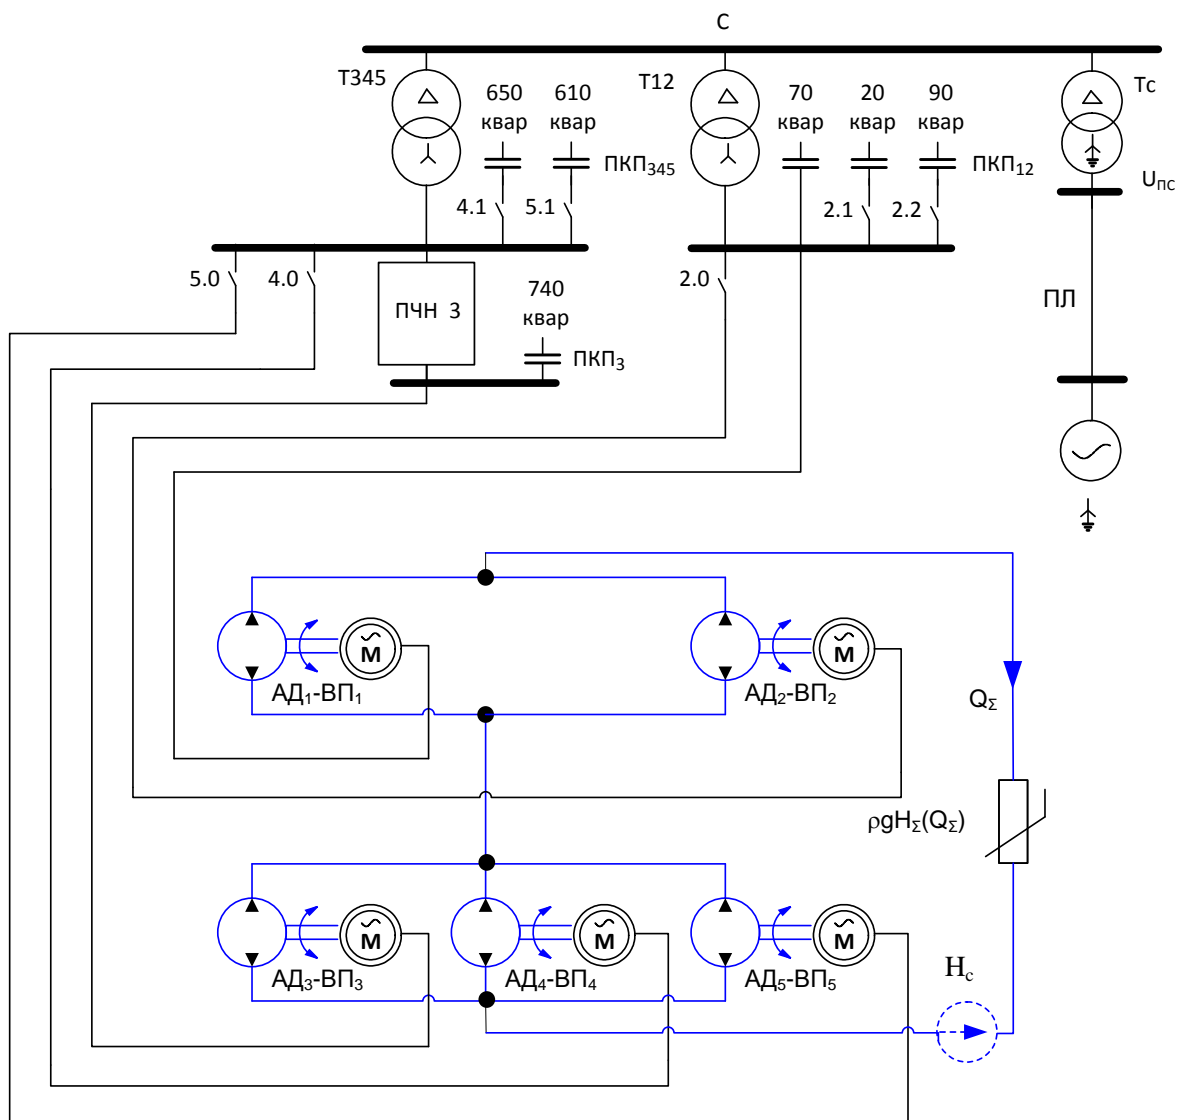 С
Т345
650
квар
610
квар
ПКП345
Т12
70
квар
20
квар
90
квар
ПКП12
Тс
UПС
4.1
5.1
2.1
2.2
5.0
4.0
2.0
ПЧН 3
740
квар
ПКП3
ПЛ
М
АД1-ВП1
М
АД2-ВП2
QΣ
ρgHΣ(QΣ)
М
АД3-ВП3
М
АД4-ВП4
М
АД5-ВП5
Hс